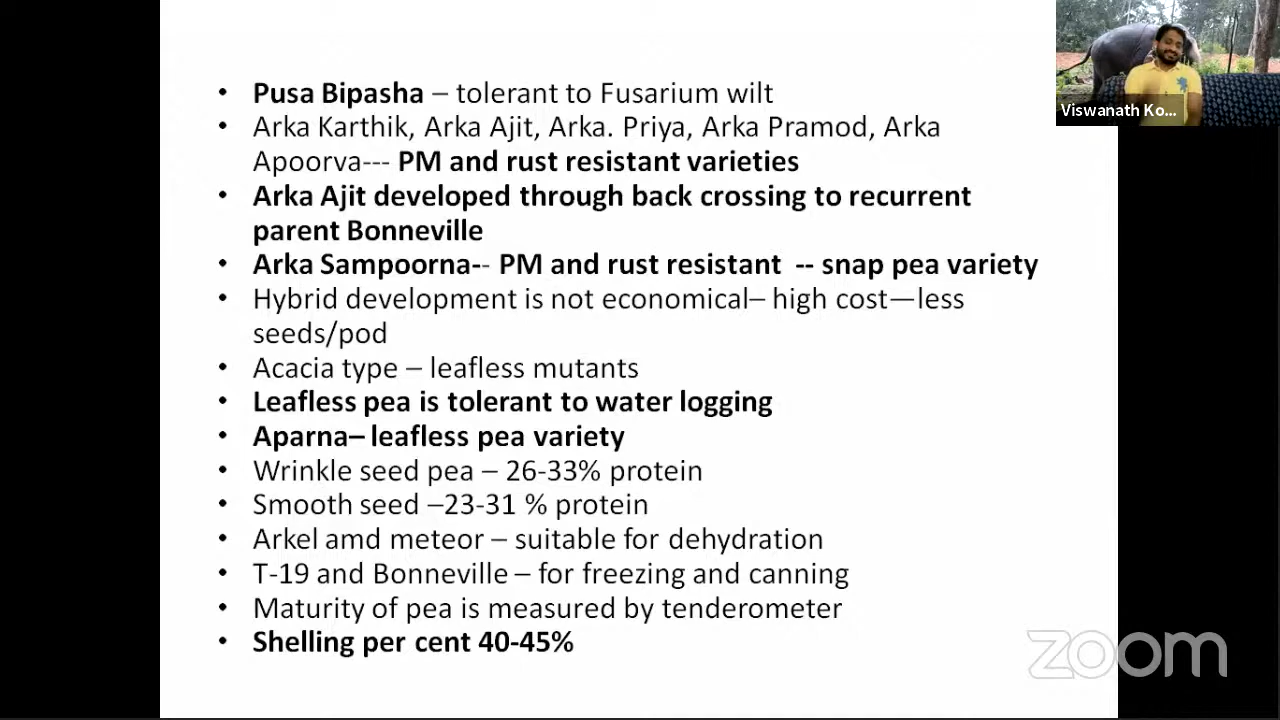 • Pusa Bipasha – tolerant to Fusarium wilt
• Arka Karthik, Arka Ajit, Arka. Priya, Arka Pramod, Arka
Apoorva--- PM and rust resistant varieties
• Arka Ajit developed through back crossing to recurrent
parent Bonneville
• Arka Sampoorna-- PM and rust resistant -- snap pea variety
• Hybrid development is not economical– high cost—less
seeds/pod
• Acacia type – leafless mutants
• Leafless pea is tolerant to water logging
• Aparna– leafless pea variety
• Wrinkle seed pea – 26-33% protein
• Smooth seed –23-31 % protein
• Arkel amd meteor – suitable for dehydration
• T-19 and Bonneville – for freezing and canning
• Maturity of pea is measured by tenderometer
• Shelling per cent 40-45%
Viswanath Ko...
zoom